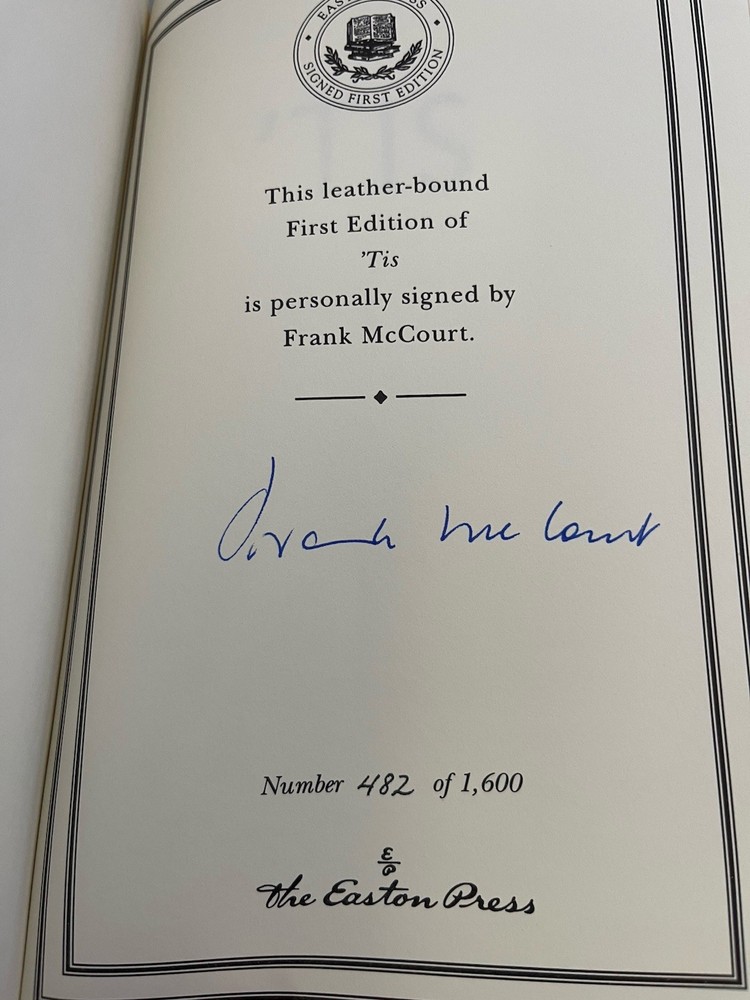 SIGNED FIRST EDITION
This leather-bound
First Edition of
’Tis
is personally signed by
Frank McCourt.
Frank McCourt
Number 482 of 1,600
EP
The Easton Press